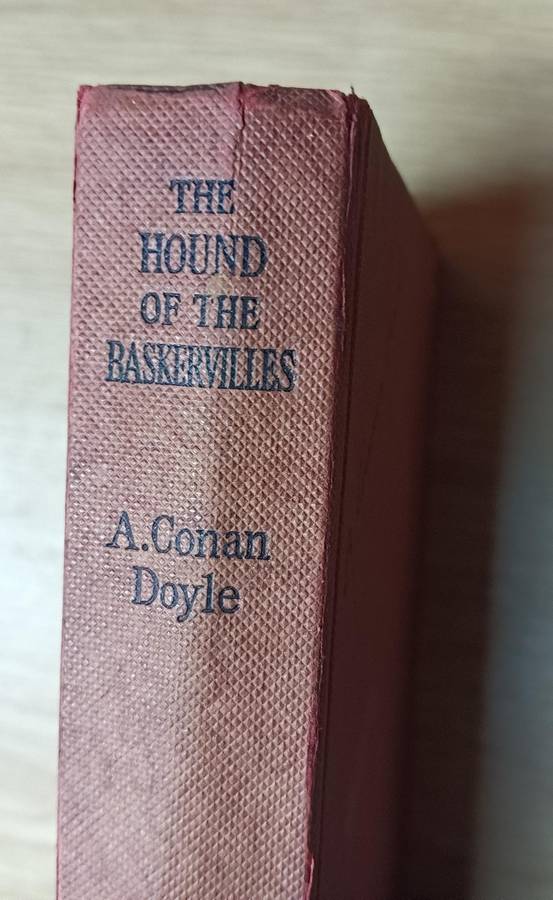 THE
HOUND
OF THE
BASKERVILLES
A.Conan
Doyle